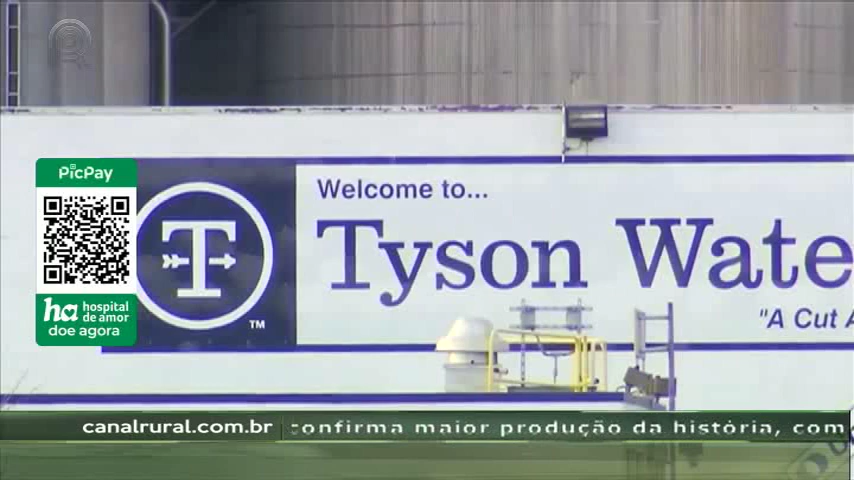 PicPay
ha hospital
de amor
doe agora
T
TM
Welcome to...
Tyson Wate
"A Cut A
canalrural.com.br
confirma maior produção da história, com